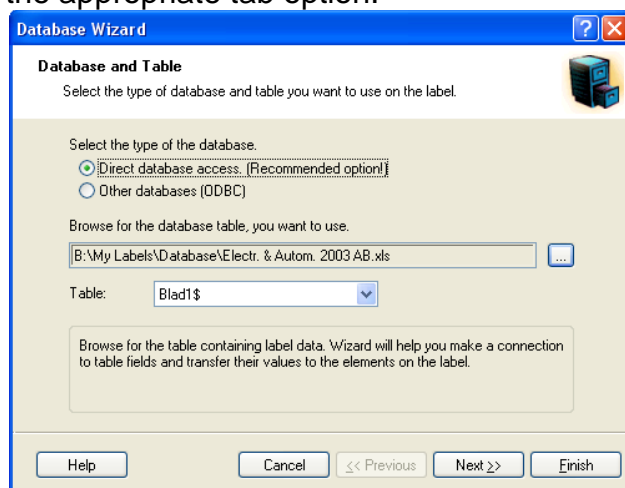 the appropriate tab option.
Database Wizard
Database and Table
Select the type of database and table you want to use on the label.
Select the type of the database.
Direct database access. (Recommended option!)
Other databases (ODBC)
Browse for the database table, you want to use.
B:\My Labels\Database\Electr. & Autom. 2003 AB.xls
...
Table: Blad1$
Browse for the table containing label data. Wizard will help you make a connection
to table fields and transfer their values to the elements on the label.
Help Cancel << Previous Next >> Finish